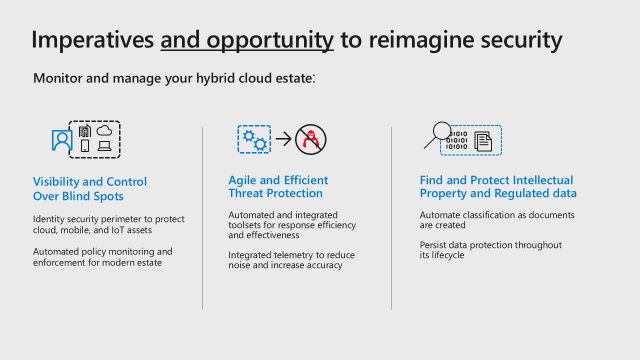 Imperatives and opportunity to reimagine security
Monitor and manage your hybrid cloud estate:
Visibility and Control
Over Blind Spots
Identity security perimeter to protect
cloud, mobile, and IoT assets
Automated policy monitoring and
enforcement for modern estate
Agile and Efficient
Threat Protection
Automated and integrated
toolsets for response efficiency
and effectiveness
Integrated telemetry to reduce
noise and increase accuracy
01010
010101
010101
Find and Protect Intellectual
Property and Regulated data
Automate classification as documents
are created
Persist data protection throughout
its lifecycle